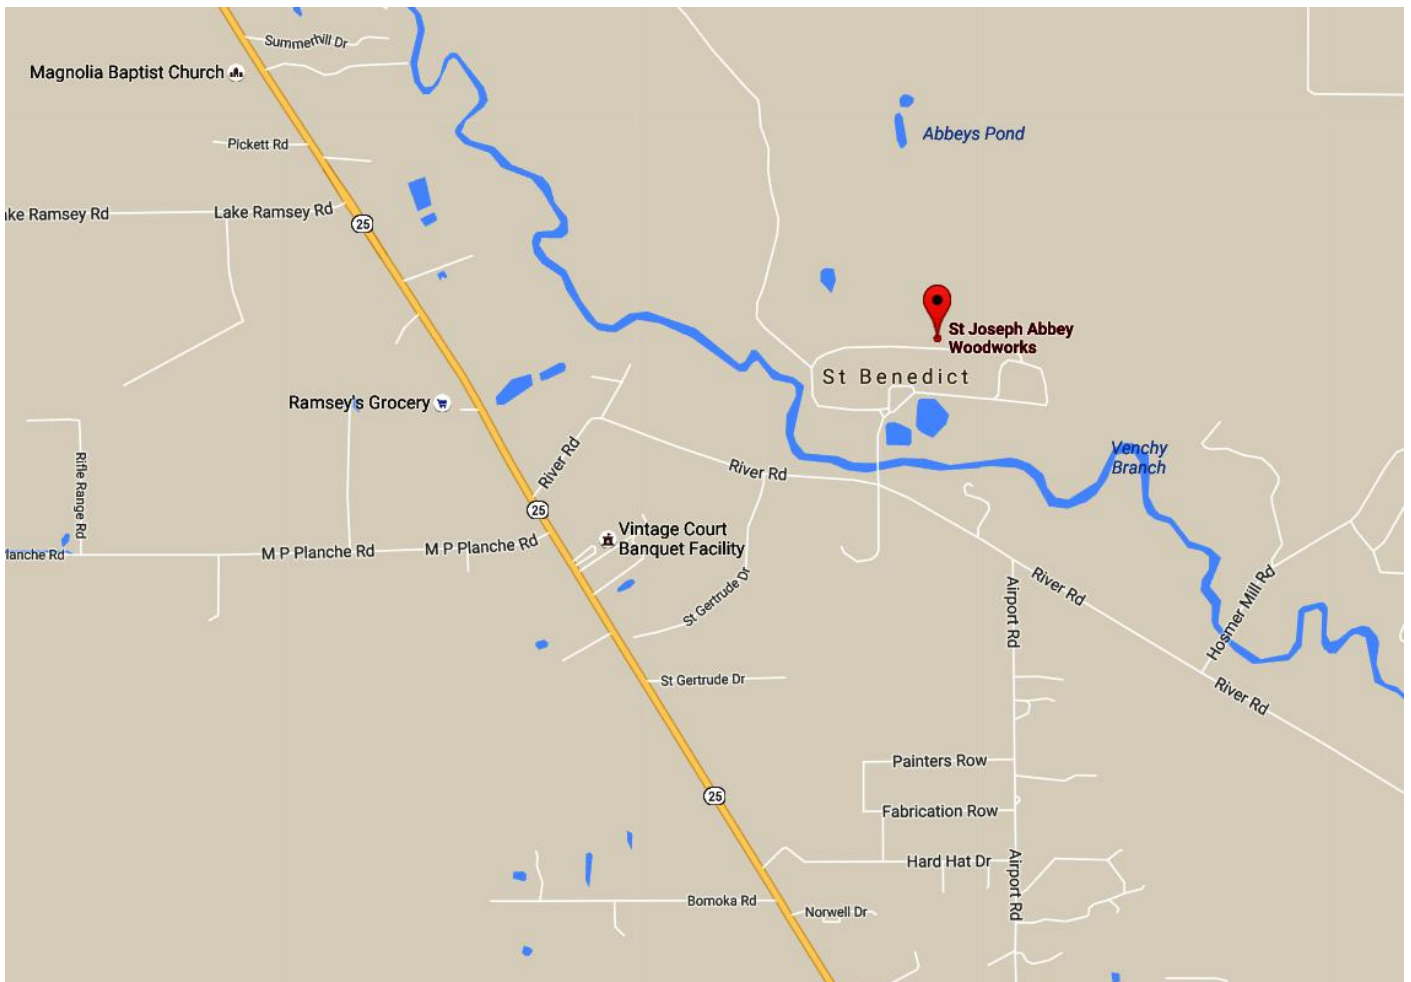 Summerhill Dr
Magnolia Baptist Church
Abbeys Pond
Pickett Rd
ke Ramsey Rd
Lake Ramsey Rd
25
St Joseph Abbey
Woodworks
St Benedict
Ramsey's Grocery
River Rd
River Rd
Venchy
Branch
Rifle Range Rd
25
Vintage Court
Banquet Facility
lanche Rd
M P Planche Rd
M P Planche Rd
St Gertrude Dr
Airport Rd
River Rd
Hosmer Mill Rd
St Gertrude Dr
River Rd
Painters Row
25
Fabrication Row
Hard Hat Dr
Airport Rd
Bomoka Rd
Norwell Dr